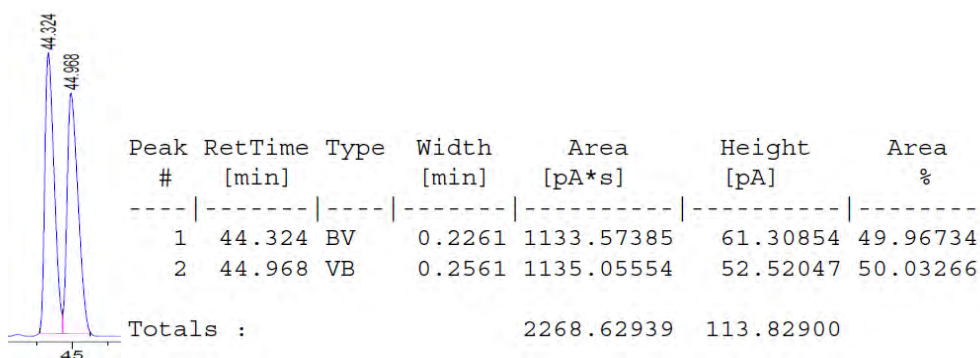 44.324
44.968
Peak RetTime Type Width Area Height Area
# [min] [min] [pA*s] [pA] %
----|-------|----|-------|----------|----------|--------
1 44.324 BV 0.2261 1133.57385 61.30854 49.96734
2 44.968 VB 0.2561 1135.05554 52.52047 50.03266
Totals : 2268.62939 113.82900
45